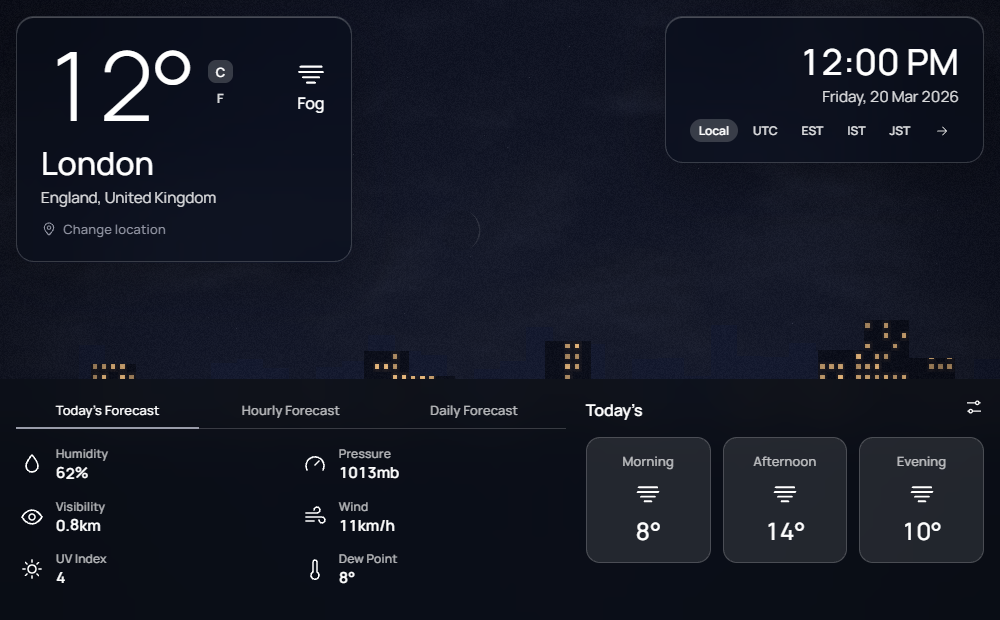 12°
C
F
Fog
London
England, United Kingdom
Change location
12:00 PM
Friday, 20 Mar 2026
Local UTC EST IST JST →
Today's Forecast Hourly Forecast Daily Forecast
Humidity
62%
Pressure
1013mb
Visibility
0.8km
Wind
11km/h
UV Index
4
Dew Point
8°
Today's
Morning
8°
Afternoon
14°
Evening
10°